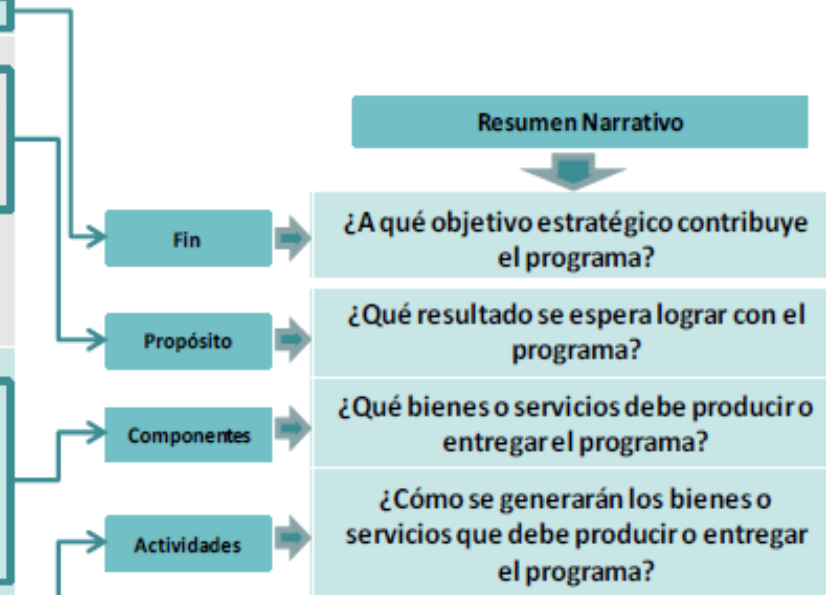 Resumen Narrativo
Fin
¿A qué objetivo estratégico contribuye
el programa?
Propósito
¿Qué resultado se espera lograr con el
programa?
Componentes
¿Qué bienes o servicios debe producir o
entregar el programa?
Actividades
¿Cómo se generarán los bienes o
servicios que debe producir o entregar
el programa?